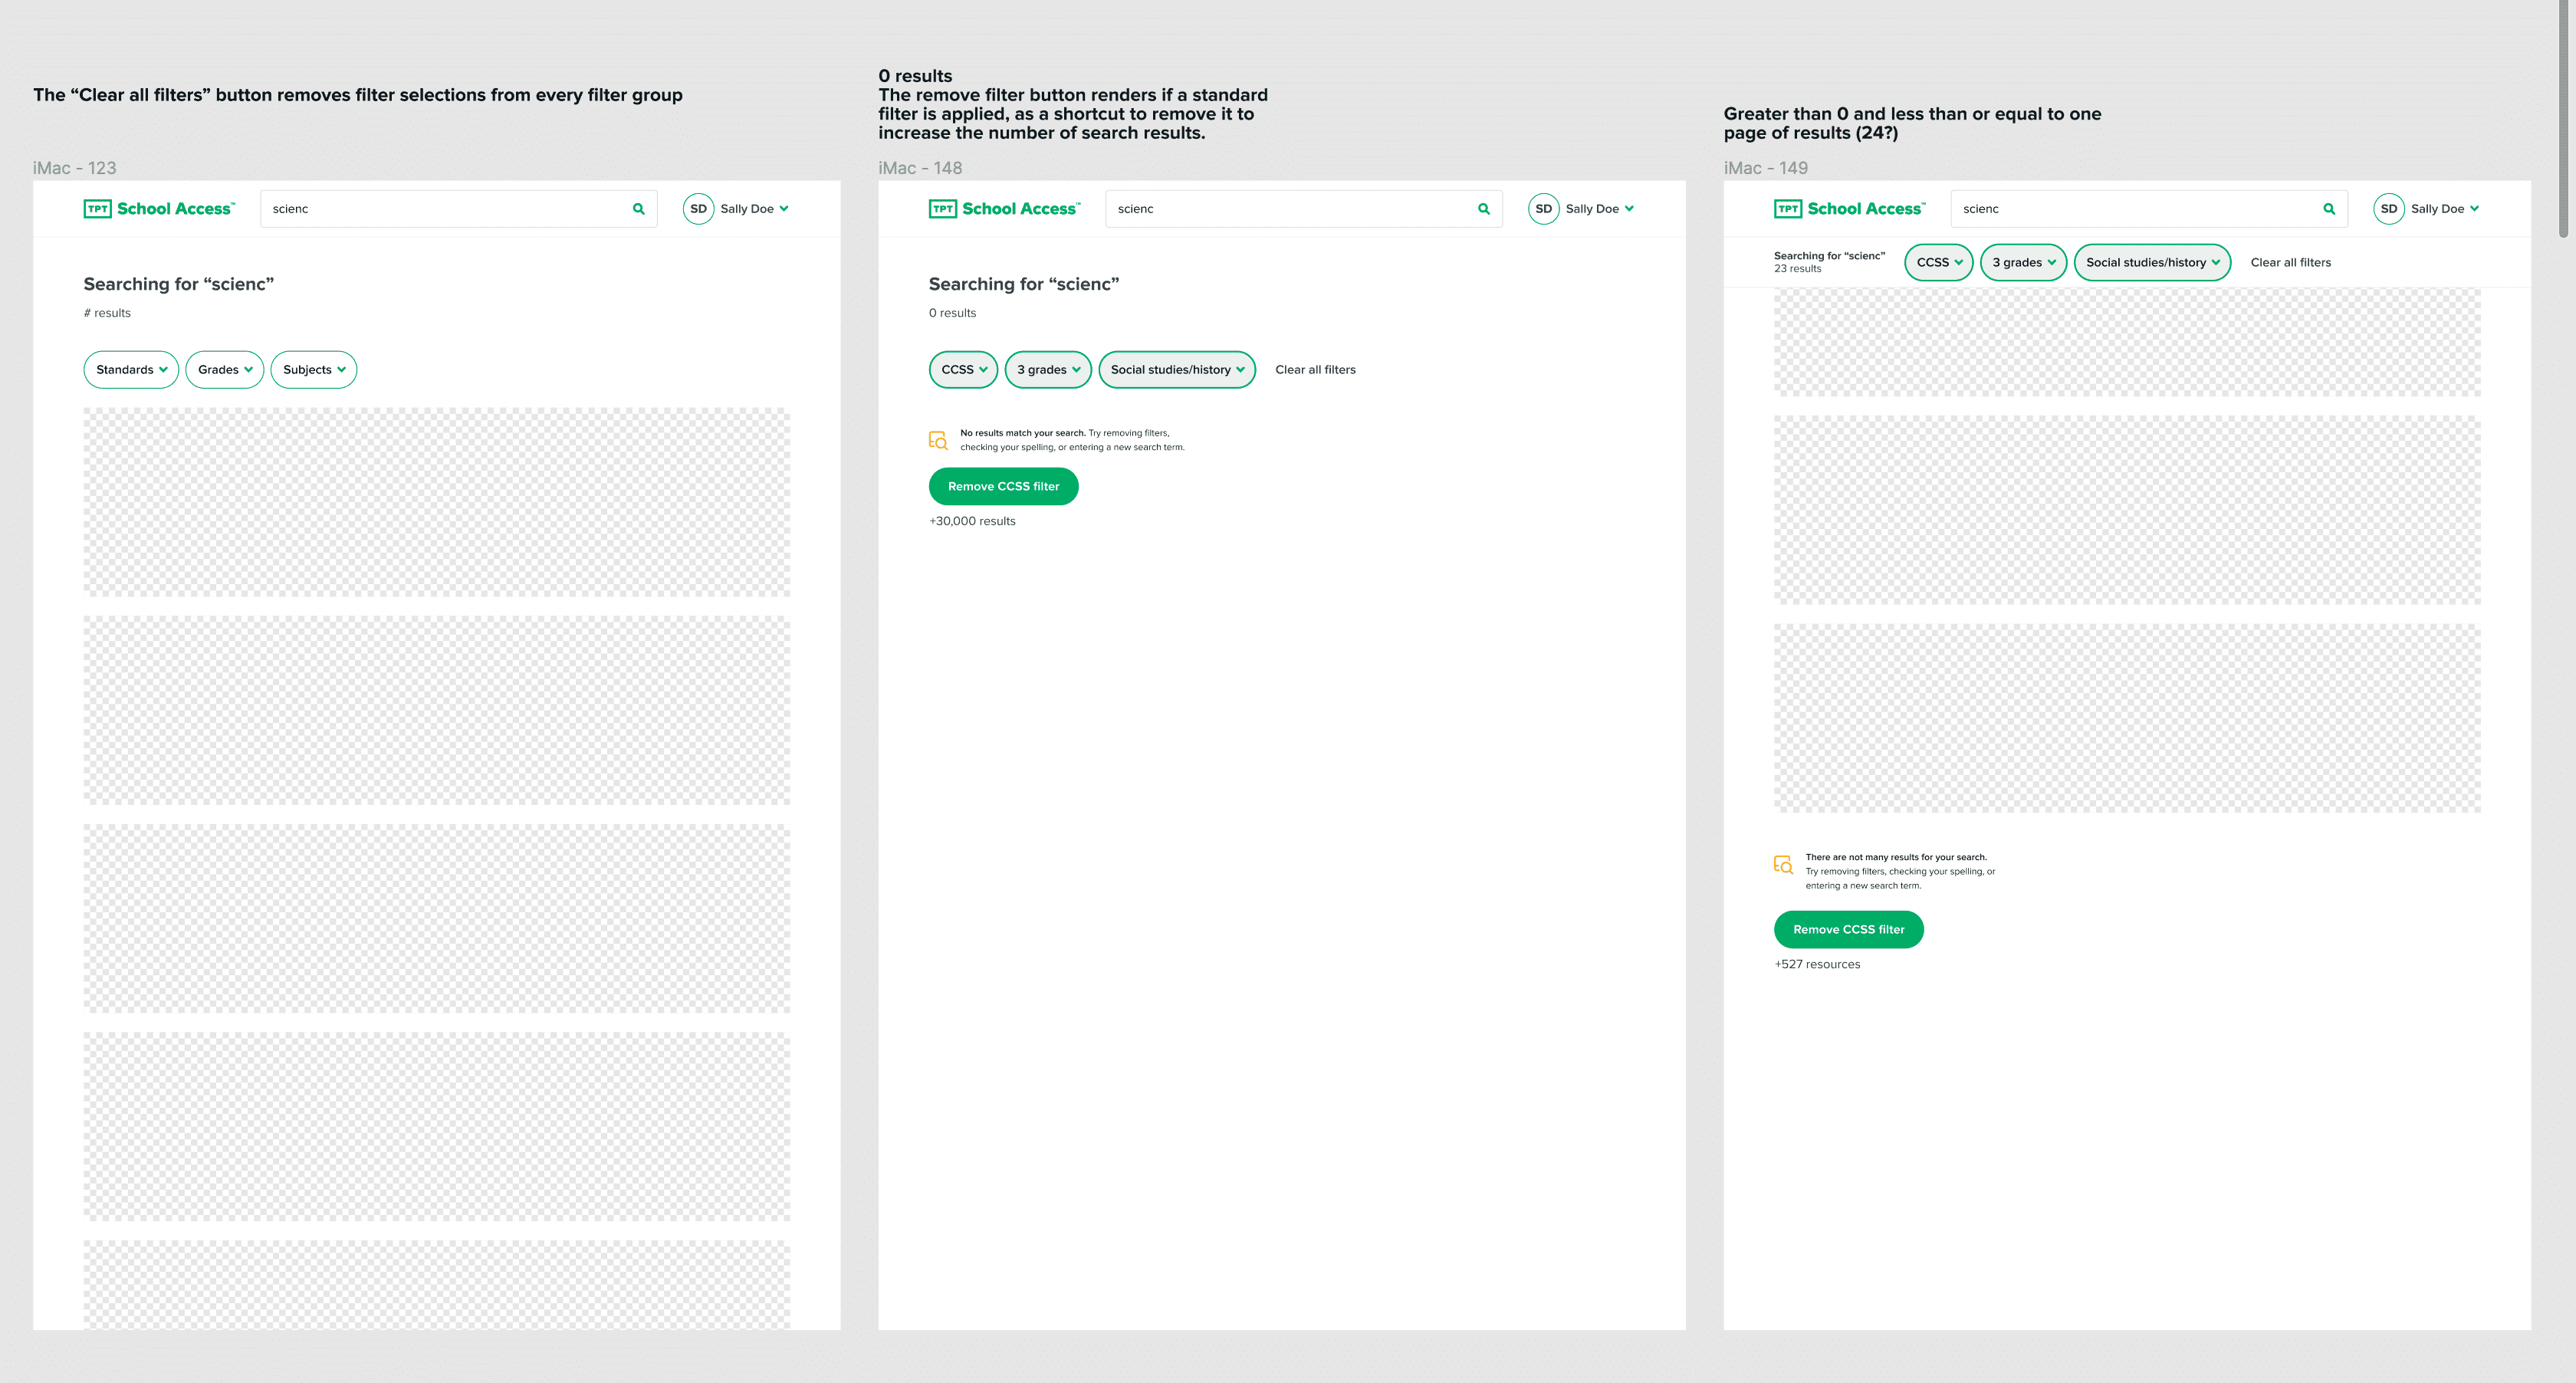 The “Clear all filters” button removes filter selections from every filter group
iMac - 123
TPT School Access™
scienc
SD Sally Doe
Searching for “scienc”
# results
Standards
Grades
Subjects
0 results
The remove filter button renders if a standard
filter is applied, as a shortcut to remove it to
increase the number of search results.
iMac - 148
TPT School Access™
scienc
SD Sally Doe
Searching for “scienc”
0 results
CCSS
3 grades
Social studies/history
Clear all filters
No results match your search. Try removing filters,
checking your spelling, or entering a new search term.
Remove CCSS filter
+30,000 results
Greater than 0 and less than or equal to one
page of results (24?)
iMac - 149
TPT School Access™
scienc
SD Sally Doe
Searching for “scienc”
23 results
CCSS
3 grades
Social studies/history
Clear all filters
There are not many results for your search.
Try removing filters, checking your spelling, or
entering a new search term.
Remove CCSS filter
+527 resources